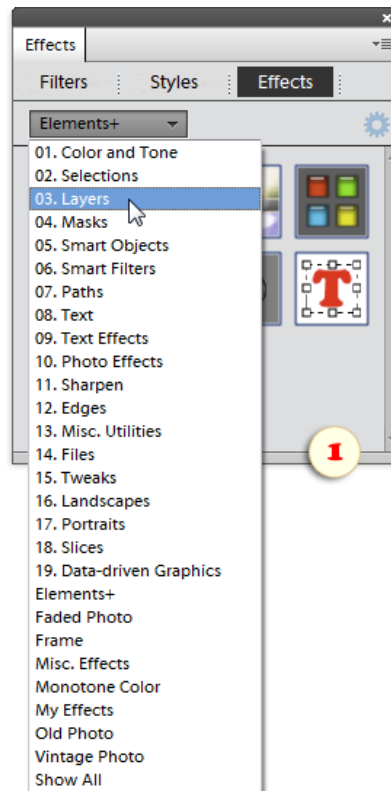 Effects
Filters Styles Effects
Elements+
01. Color and Tone
02. Selections
03. Layers
04. Masks
05. Smart Objects
06. Smart Filters
07. Paths
08. Text
09. Text Effects
10. Photo Effects
11. Sharpen
12. Edges
13. Misc. Utilities
14. Files
15. Tweaks
16. Landscapes
17. Portraits
18. Slices
19. Data-driven Graphics
Elements+
Faded Photo
Frame
Misc. Effects
Monotone Color
My Effects
Old Photo
Vintage Photo
Show All
T
1